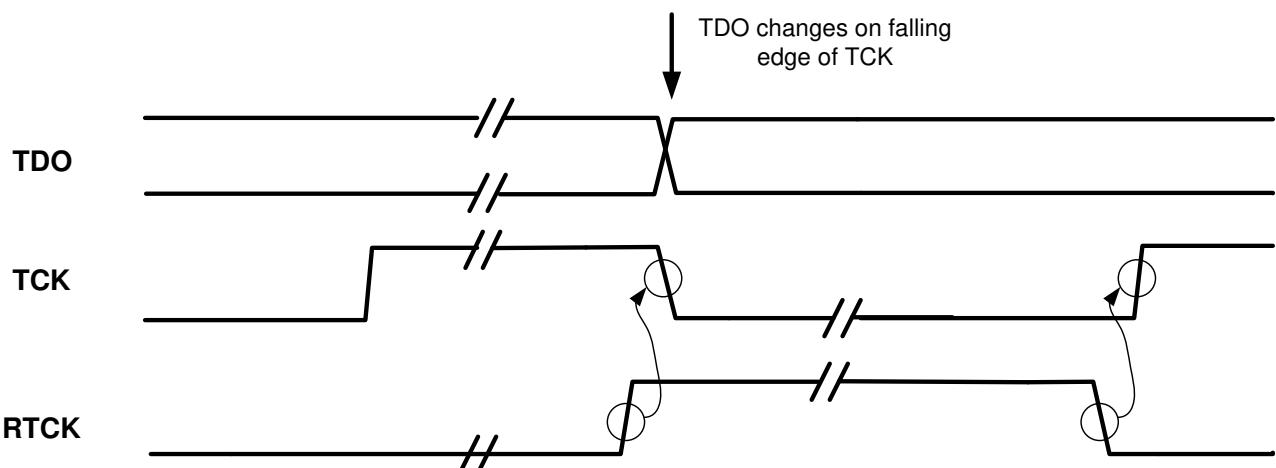 TDO changes on falling
edge of TCK
TDO
TCK
RTCK